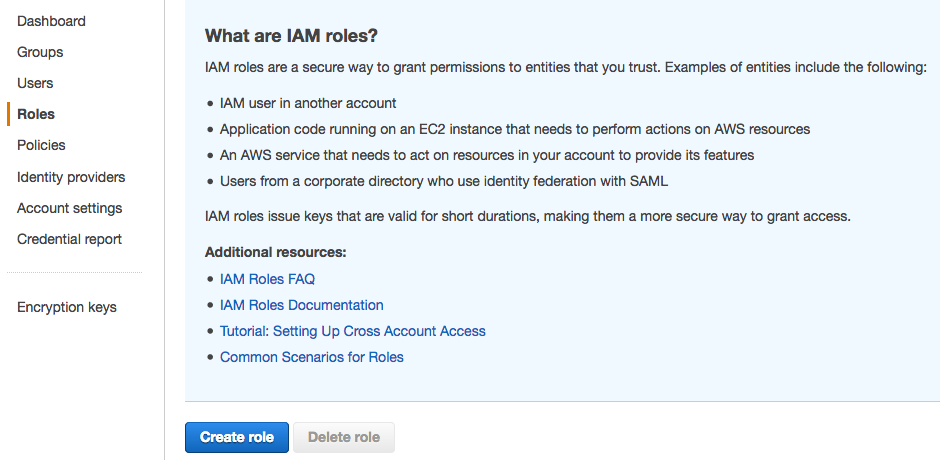 Dashboard
Groups
Users
Roles
Policies
Identity providers
Account settings
Credential report
Encryption keys
What are IAM roles?
IAM roles are a secure way to grant permissions to entities that you trust. Examples of entities include the following:
• IAM user in another account
• Application code running on an EC2 instance that needs to perform actions on AWS resources
• An AWS service that needs to act on resources in your account to provide its features
• Users from a corporate directory who use identity federation with SAML
IAM roles issue keys that are valid for short durations, making them a more secure way to grant access.
Additional resources:
• IAM Roles FAQ
• IAM Roles Documentation
• Tutorial: Setting Up Cross Account Access
• Common Scenarios for Roles
Create role
Delete role